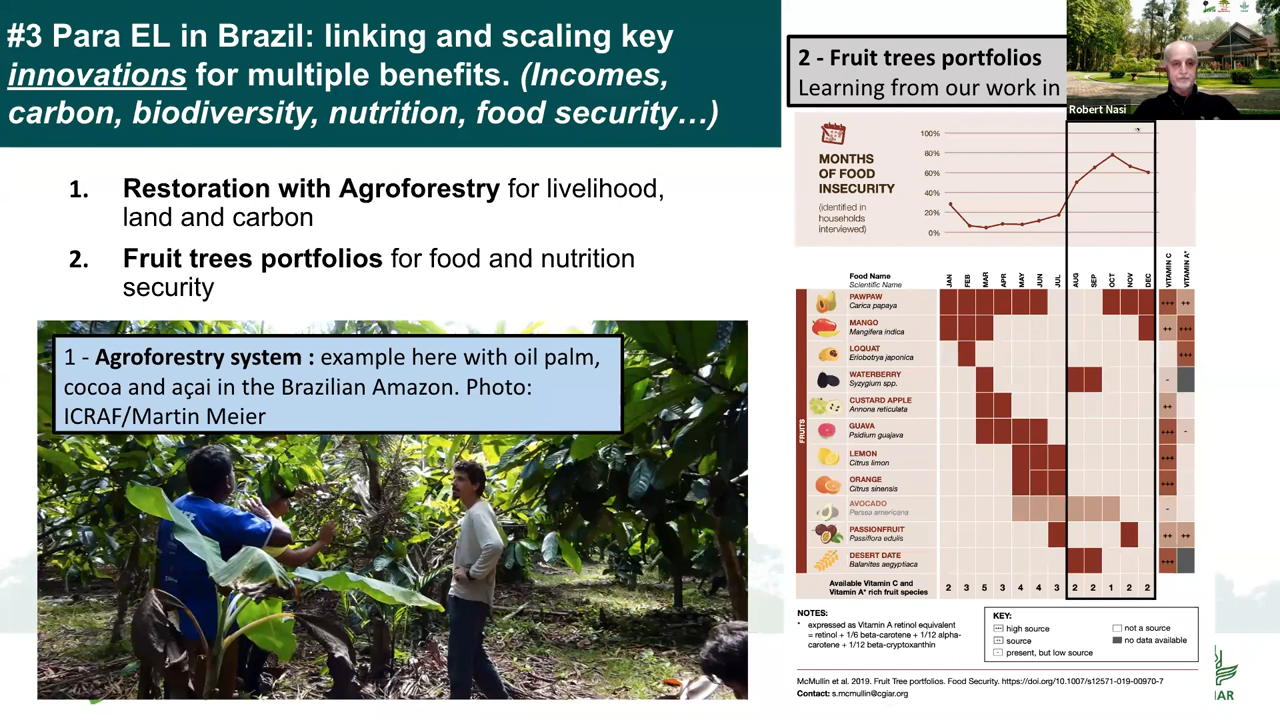 #3 Para EL in Brazil: linking and scaling key
innovations for multiple benefits. (Incomes,
carbon, biodiversity, nutrition, food security…)
1. Restoration with Agroforestry for livelihood,
land and carbon
2. Fruit trees portfolios for food and nutrition
security
1 - Agroforestry system : example here with oil palm,
cocoa and açai in the Brazilian Amazon. Photo:
ICRAF/Martin Meier
2 - Fruit trees portfolios
Learning from our work in
Robert Nasi
MONTHS
OF FOOD
INSECURITY
(identified in
households
interviewed)
100%
80%
60%
40%
20%
0%
Food Name
Scientific Name
JAN FEB MAR APR MAY JUN JUL AUG SEP OCT NOV DEC VITAMIN C VITAMIN A*
FRUITS
PAWPAW
Carica papaya
+++ ++
MANGO
Mangifera indica
++ +++
LOQUAT
Eriobotrya japonica
+++
WATERBERRY
Syzygium spp.
-
CUSTARD APPLE
Annona reticulata
++
GUAVA
Psidium guajava
+++ -
LEMON
Citrus limon
+++
ORANGE
Citrus sinensis
+++
AVOCADO
Persea americana
-
PASSIONFRUIT
Passiflora edulis
++ ++
DESERT DATE
Balanites aegyptiaca
+++
Available Vitamin C and
Vitamin A* rich fruit species
2 3 5 3 4 4 3 2 2 1 2 2
NOTES:
* expressed as Vitamin A retinol equivalent
= retinol + 1/6 beta-carotene + 1/12 alpha-
carotene + 1/12 beta-cryptoxanthin
KEY:
+++ high source
++ source
- present, but low source
not a source
no data available
McMullin et al. 2019. Fruit Tree portfolios. Food Security. https://doi.org/10.1007/s12571-019-00970-7
Contact: s.mcmullin@cgiar.org
IAR